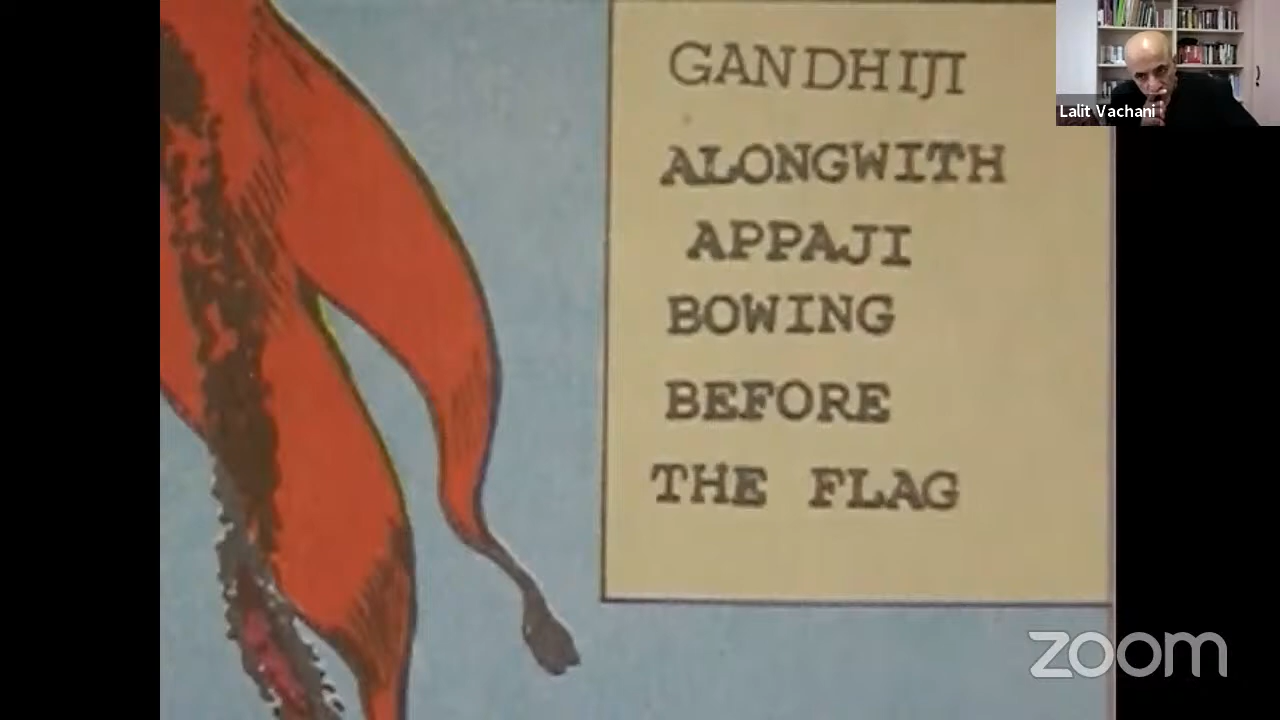 GANDHIJI
ALONGWITH
APPAJI
BOWING
BEFORE
THE FLAG
Lalit Vachani
zoom